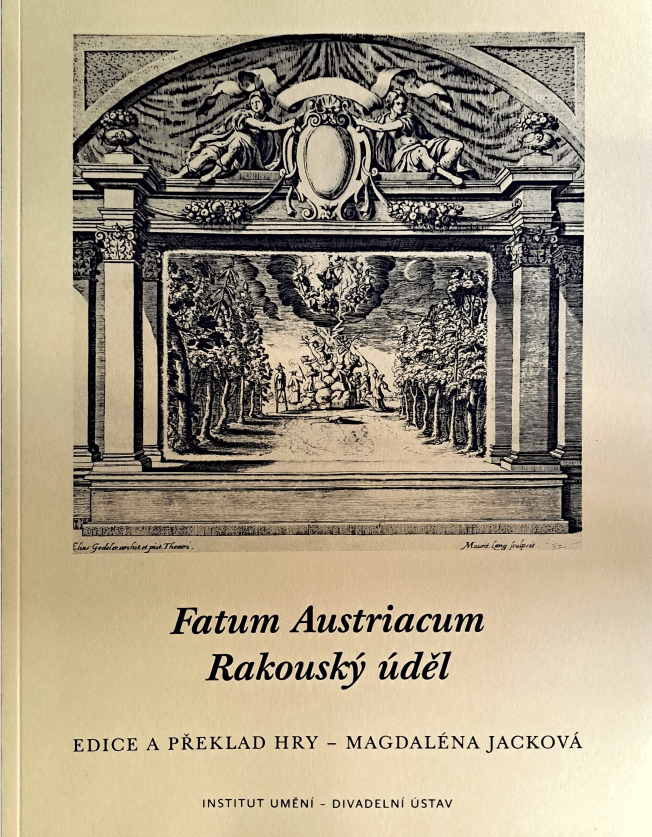 Elias Gedeler archit et pict. Theatri.
Maurit Lang sculpsit
Fatum Austriacum
Rakouský úděl
EDICE A PŘEKLAD HRY – MAGDALÉNA JACKOVÁ
INSTITUT UMĚNÍ – DIVADELNÍ ÚSTAV